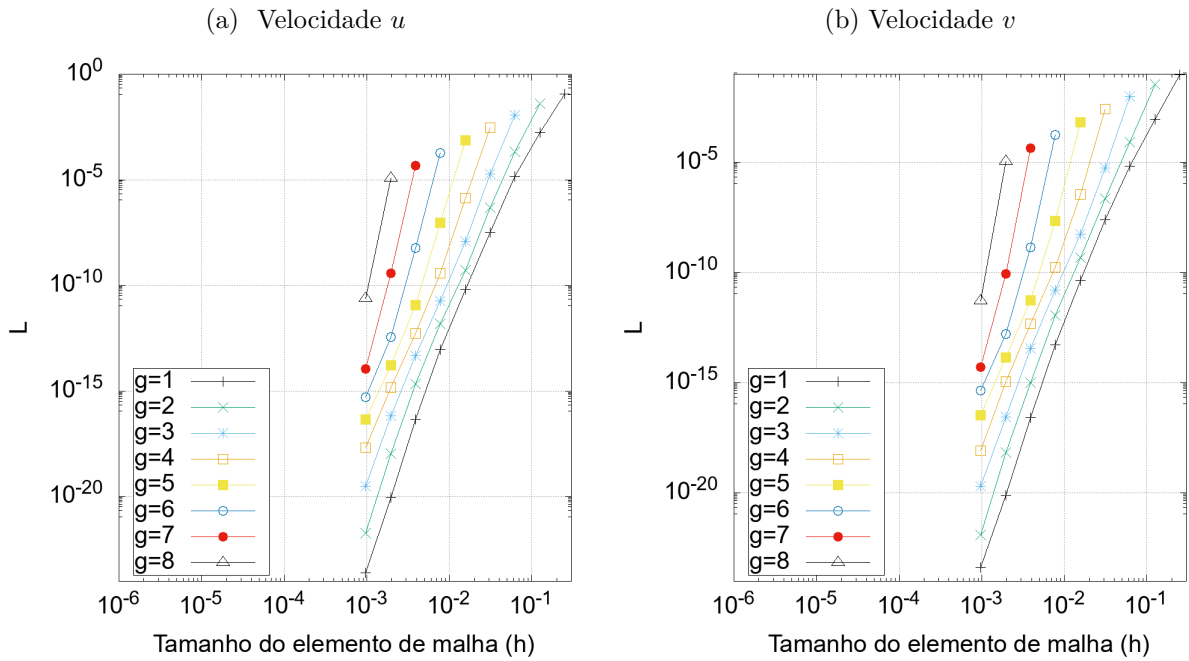 (a) Velocidade u
(b) Velocidade v
10^0
10^-5
10^-10
10^-15
10^-20
L
g=1
g=2
g=3
g=4
g=5
g=6
g=7
g=8
10^-6
10^-5
10^-4
10^-3
10^-2
10^-1
Tamanho do elemento de malha (h)
10^-5
10^-10
10^-15
10^-20
L
g=1
g=2
g=3
g=4
g=5
g=6
g=7
g=8
10^-6
10^-5
10^-4
10^-3
10^-2
10^-1
Tamanho do elemento de malha (h)